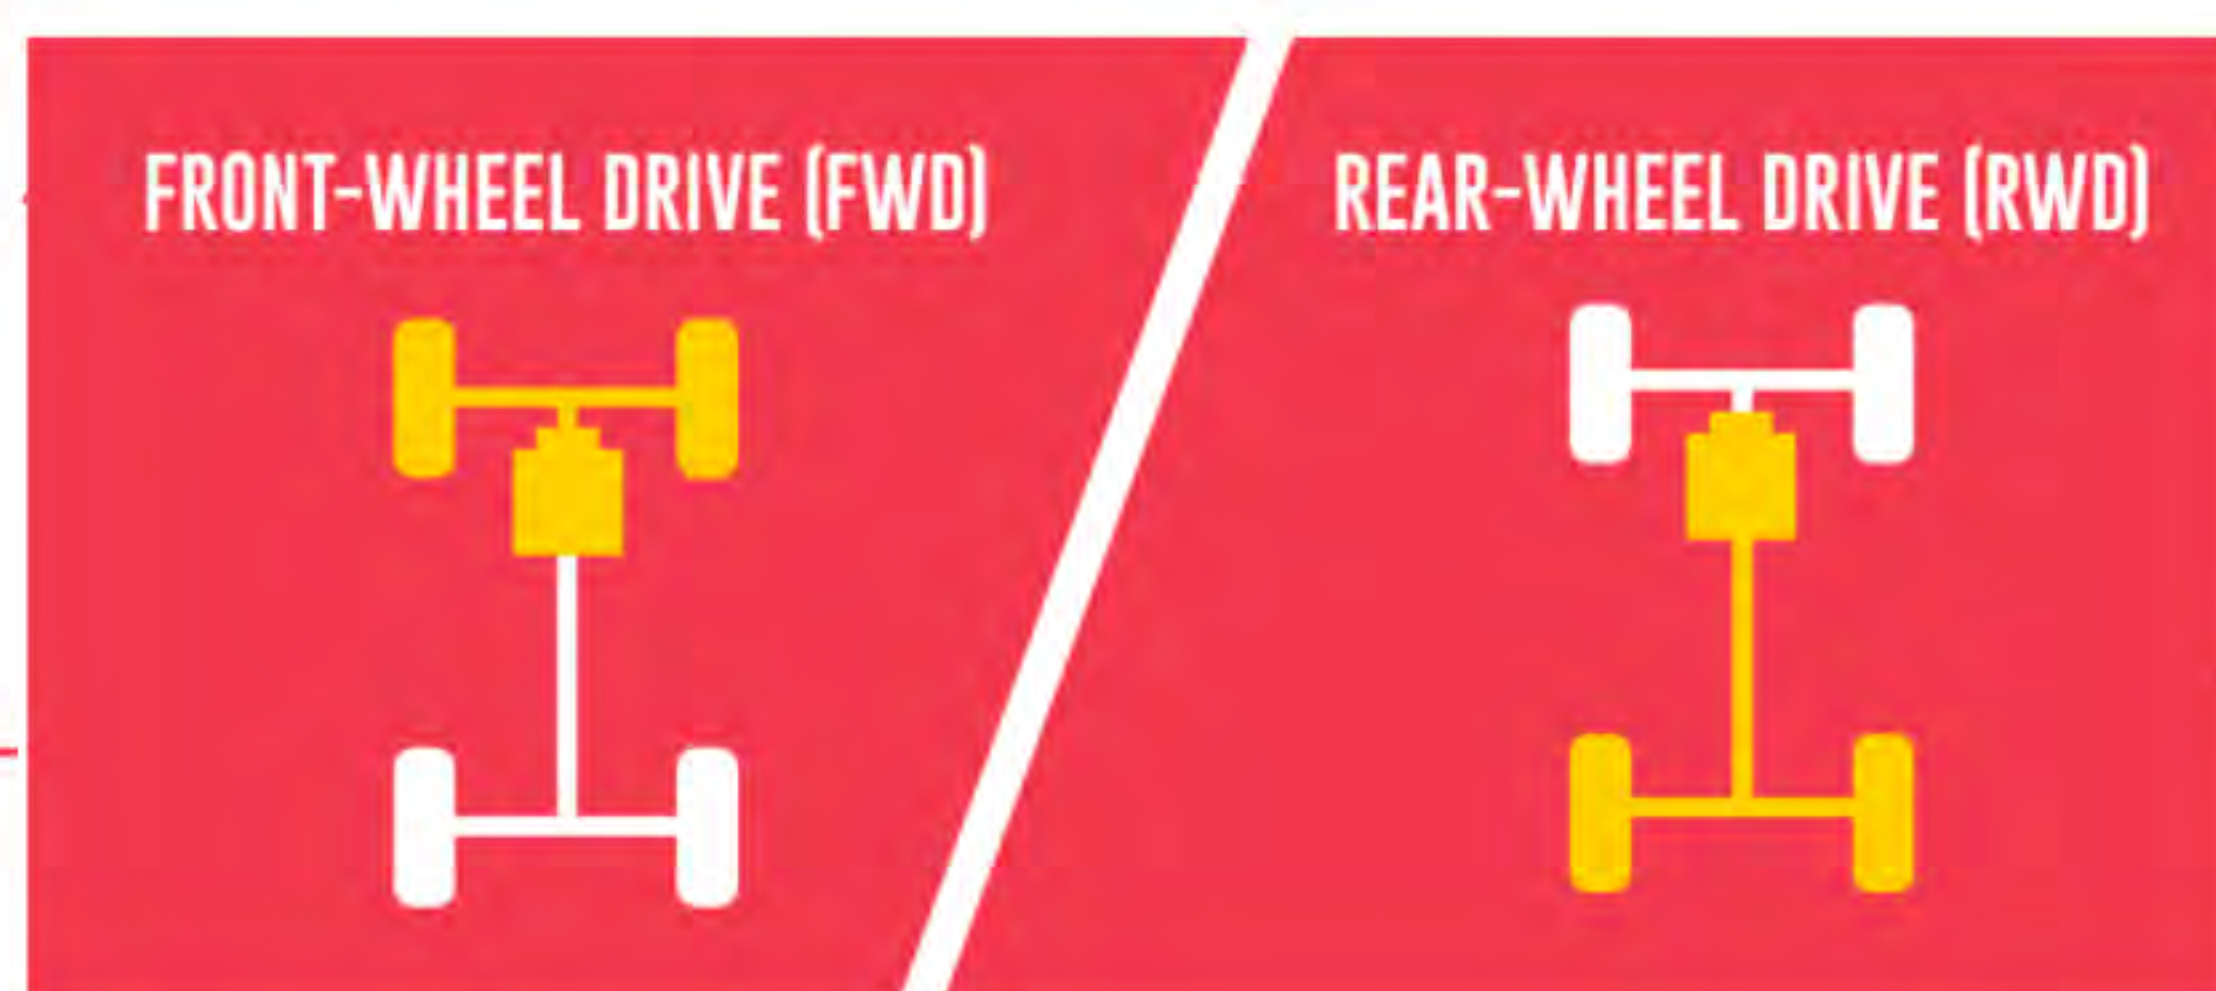 FRONT-WHEEL DRIVE (FWD)
REAR-WHEEL DRIVE (RWD)